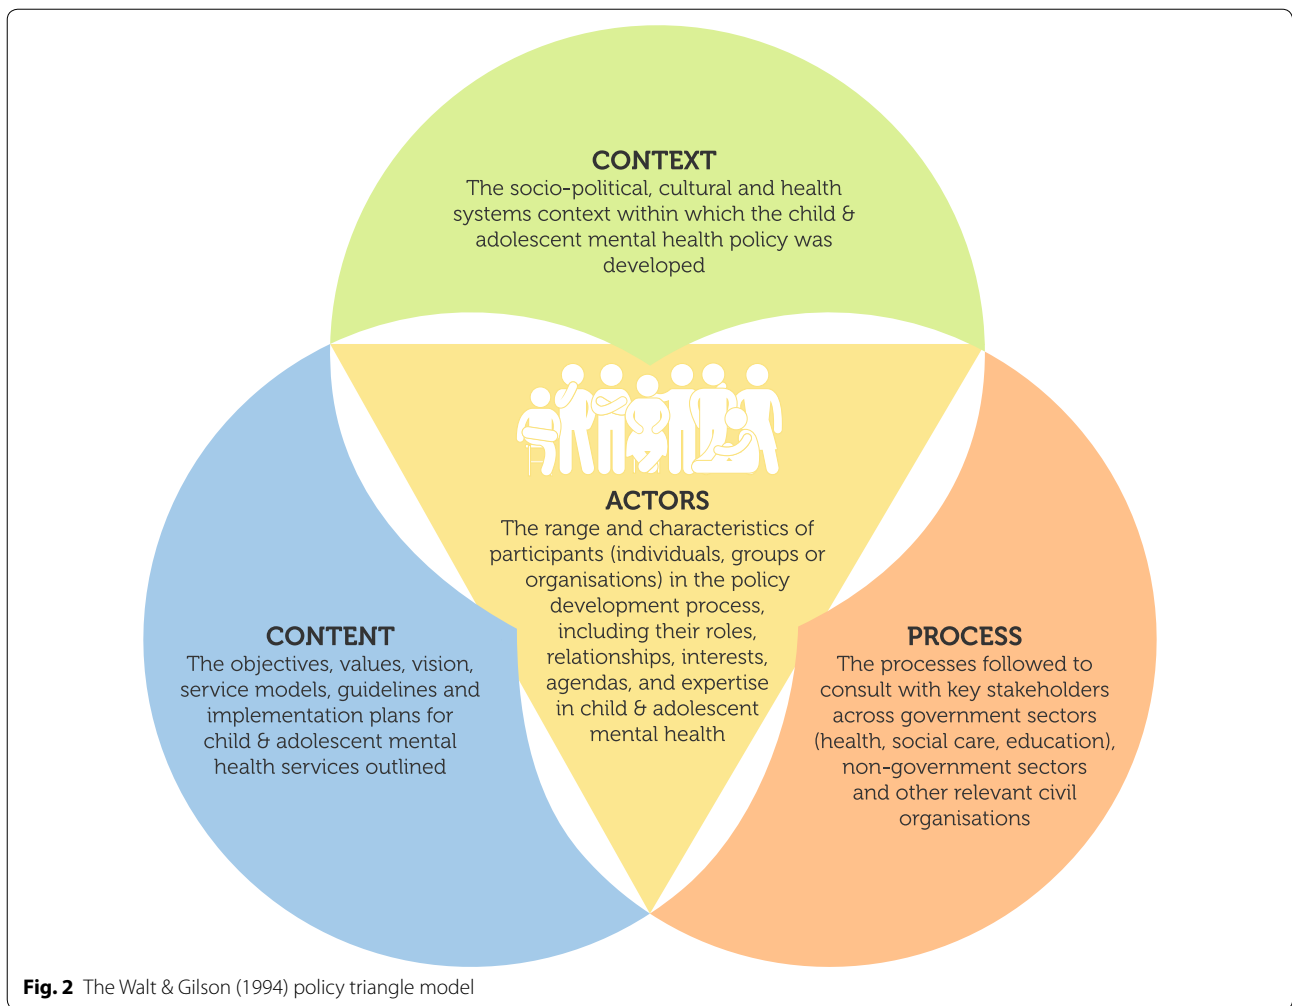 CONTEXT
The socio-political, cultural and health
systems context within which the child &
adolescent mental health policy was
developed
ACTORS
The range and characteristics of
participants (individuals, groups or
organisations) in the policy
development process,
including their roles,
relationships, interests,
agendas, and expertise
in child & adolescent
mental health
CONTENT
The objectives, values, vision,
service models, guidelines and
implementation plans for
child & adolescent mental
health services outlined
PROCESS
The processes followed to
consult with key stakeholders
across government sectors
(health, social care, education),
non-government sectors
and other relevant civil
organisations
Fig. 2 The Walt & Gilson (1994) policy triangle model